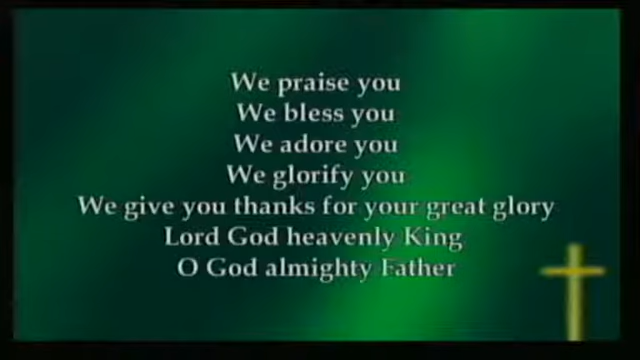 We praise you
We bless you
We adore you
We glorify you
We give you thanks for your great glory
Lord God heavenly King
O God almighty Father